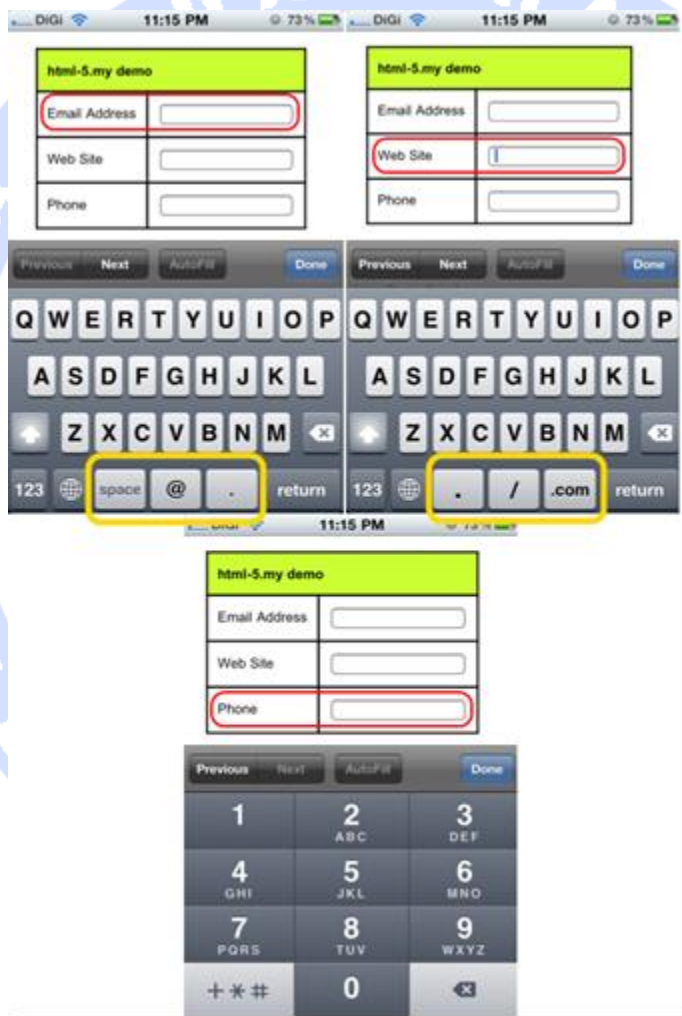 DiGi 11:15 PM 73%
html-5.my demo
Email Address
Web Site
Phone
Previous Next AutoFill Done
Q W E R T Y U I O P
A S D F G H J K L
Z X C V B N M
123 space @ . return
DiGi 11:15 PM 73%
html-5.my demo
Email Address
Web Site
Phone
Previous Next AutoFill Done
Q W E R T Y U I O P
A S D F G H J K L
Z X C V B N M
123 . / .com return
DiGi 11:15 PM 73%
html-5.my demo
Email Address
Web Site
Phone
Previous Next AutoFill Done
1 2 3
ABC DEF
4 5 6
GHI JKL MNO
7 8 9
PQRS TUV WXYZ
+*# 0